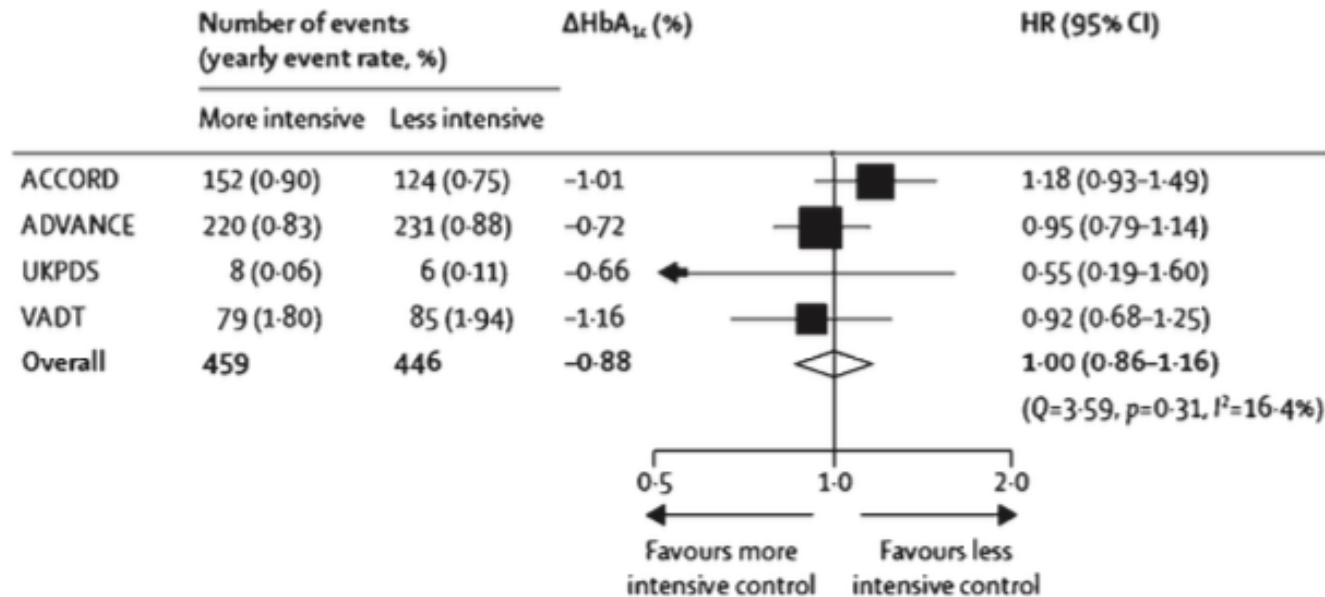 Number of events ΔHbA1c (%) HR (95% CI)
(yearly event rate, %)
More intensive Less intensive
ACCORD 152 (0·90) 124 (0·75) –1·01 1·18 (0·93–1·49)
ADVANCE 220 (0·83) 231 (0·88) –0·72 0·95 (0·79–1·14)
UKPDS 8 (0·06) 6 (0·11) –0·66 0·55 (0·19–1·60)
VADT 79 (1·80) 85 (1·94) –1·16 0·92 (0·68–1·25)
Overall 459 446 –0·88 1·00 (0·86–1·16)
(Q=3·59, p=0·31, I²=16·4%)
0·5 1·0 2·0
Favours more Favours less
intensive control intensive control